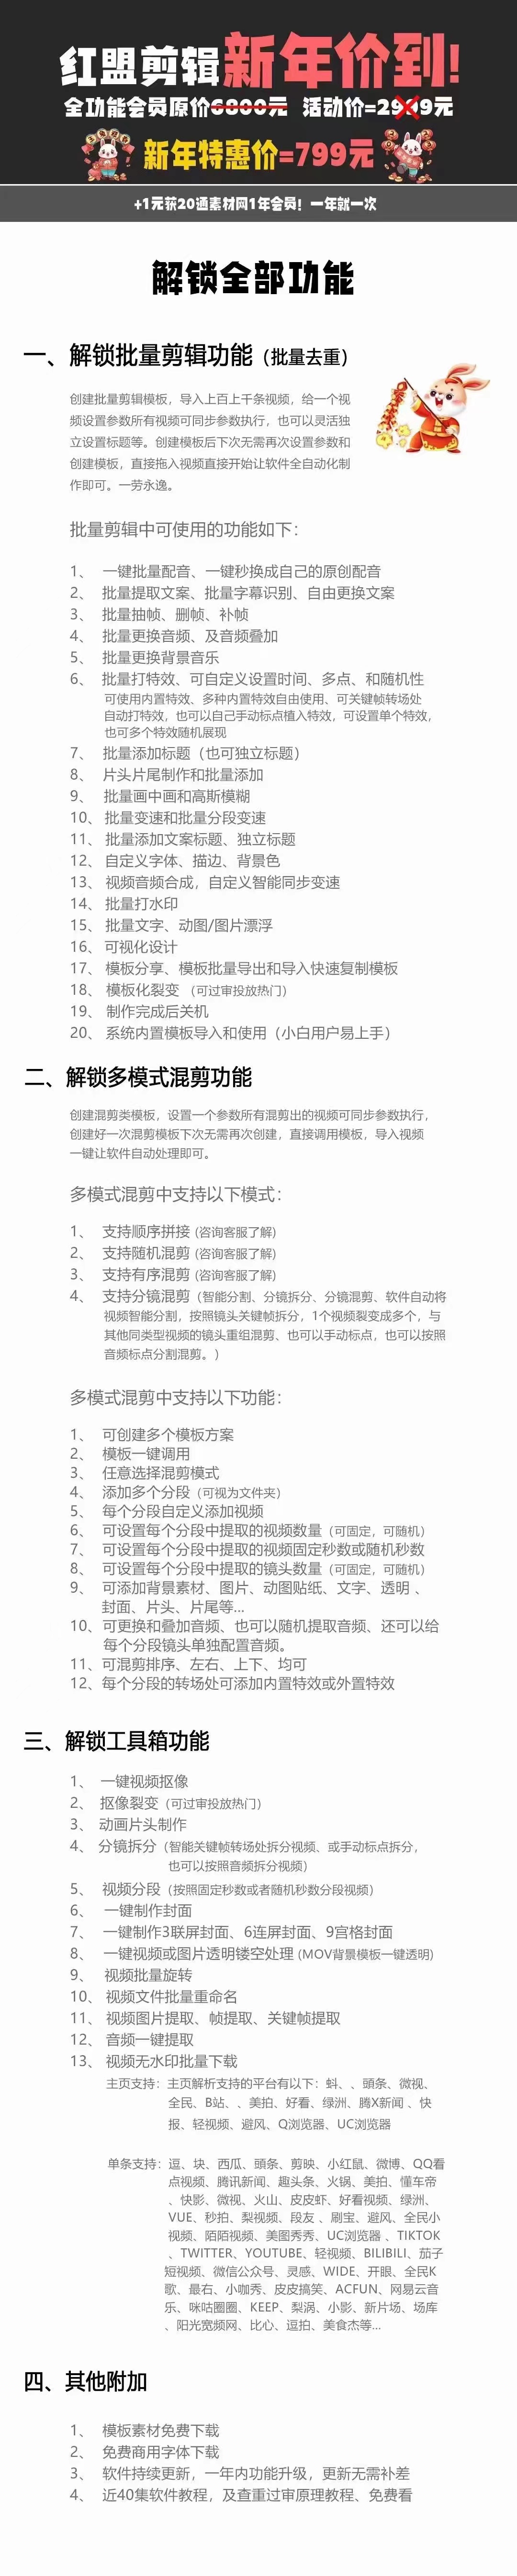 红盟剪辑新年价到!
全功能会员原价6800元 活动价=2999元
新年特惠价=799元
+1元获20通素材网1年会员！一年就一次
解锁全部功能
一、解锁批量剪辑功能（批量去重）
创建批量剪辑模板，导入上百上千条视频，给一个视
频设置参数所有视频可同步参数执行，也可以灵活独
立设置标题等。创建模板后下次无需再次设置参数和
创建模板，直接拖入视频直接开始让软件全自动化制
作即可。一劳永逸。
批量剪辑中可使用的功能如下：
1、 一键批量配音、一键秒换成自己的原创配音
2、 批量提取文案、批量字幕识别、自由更换文案
3、 批量抽帧、删帧、补帧
4、 批量更换音频、及音频叠加
5、 批量更换背景音乐
6、 批量打特效、可自定义设置时间、多点、和随机性
可使用内置特效、多种内置特效自由使用、可关键帧转场处
自动打特效，也可以自己手动标点植入特效，可设置单个特效，
也可多个特效随机展现
7、 批量添加标题（也可独立标题）
8、 片头片尾制作和批量添加
9、 批量画中画和高斯模糊
10、 批量变速和批量分段变速
11、 批量添加文案标题、独立标题
12、 自定义字体、描边、背景色
13、 视频音频合成，自定义智能同步变速
14、 批量打水印
15、 批量文字、动图/图片漂浮
16、 可视化设计
17、 模板分享、模板批量导出和导入快速复制模板
18、 模板化裂变 （可过审投放热门）
19、 制作完成后关机
20、 系统内置模板导入和使用（小白用户易上手）
二、解锁多模式混剪功能
创建混剪类模板，设置一个参数所有混剪出的视频可同步参数执行，
创建好一次混剪模板下次无需再次创建，直接调用模板，导入视频
一键让软件自动处理即可。
多模式混剪中支持以下模式：
1、 支持顺序拼接 (咨询客服了解)
2、 支持随机混剪 (咨询客服了解)
3、 支持有序混剪 (咨询客服了解)
4、 支持分镜混剪（智能分割、分镜拆分、分镜混剪、软件自动将
视频智能分割，按照镜头关键帧拆分，1个视频裂变成多个，与
其他同类型视频的镜头重组混剪、也可以手动标点，也可以按照
音频标点分割混剪。）
多模式混剪中支持以下功能：
1、 可创建多个模板方案
2、 模板一键调用
3、 任意选择混剪模式
4、 添加多个分段（可视为文件夹）
5、 每个分段自定义添加视频
6、 可设置每个分段中提取的视频数量（可固定，可随机）
7、 可设置每个分段中提取的视频固定秒数或随机秒数
8、 可设置每个分段中提取的镜头数量（可固定，可随机）
9、 可添加背景素材、图片、动图贴纸、文字、透明 、
封面、片头、片尾等...
10、可更换和叠加音频、也可以随机提取音频、还可以给
每个分段镜头单独配置音频。
11、可混剪排序、左右、上下、均可
12、每个分段的转场处可添加内置特效或外置特效
三、解锁工具箱功能
1、 一键视频抠像
2、 抠像裂变（可过审投放热门）
3、 动画片头制作
4、 分镜拆分（智能关键帧转场处拆分视频、或手动标点拆分，
也可以按照音频拆分视频）
5、 视频分段（按照固定秒数或者随机秒数分段视频）
6、 一键制作封面
7、 一键制作3联屏封面、6连屏封面、9宫格封面
8、 一键视频或图片透明镂空处理 (MOV背景模板一键透明)
9、 视频批量旋转
10、 视频文件批量重命名
11、 视频图片提取、帧提取、关键帧提取
12、 音频一键提取
13、 视频无水印批量下载
主页支持：主页解析支持的平台有以下：蚪、、頭条、微视、
全民、B站、、美拍、好看、绿洲、腾X新闻 、快
报、轻视频、避风、Q浏览器、UC浏览器
单条支持：逗、块、西瓜、頭条、剪映、小红鼠、微博、QQ看
点视频、腾讯新闻、趣头条、火锅、美拍、懂车帝
、快影、微视、火山、皮皮虾、好看视频、绿洲、
VUE、秒拍、梨视频、段友 、刷宝、避风、全民小
视频、陌陌视频、美图秀秀、UC浏览器 、TIKTOK
、TWITTER、YOUTUBE、轻视频、BILIBILI、茄子
短视频、微信公众号、灵感、WIDE、开眼、全民K
歌、最右、小咖秀、皮皮搞笑、ACFUN、网易云音
乐、咪咕圈圈、KEEP、梨涡、小影、新片场、场库
、阳光宽频网、比心、逗拍、美食杰等...
四、其他附加
1、 模板素材免费下载
2、 免费商用字体下载
3、 软件持续更新，一年内功能升级，更新无需补差
4、 近40集软件教程，及查重过审原理教程、免费看